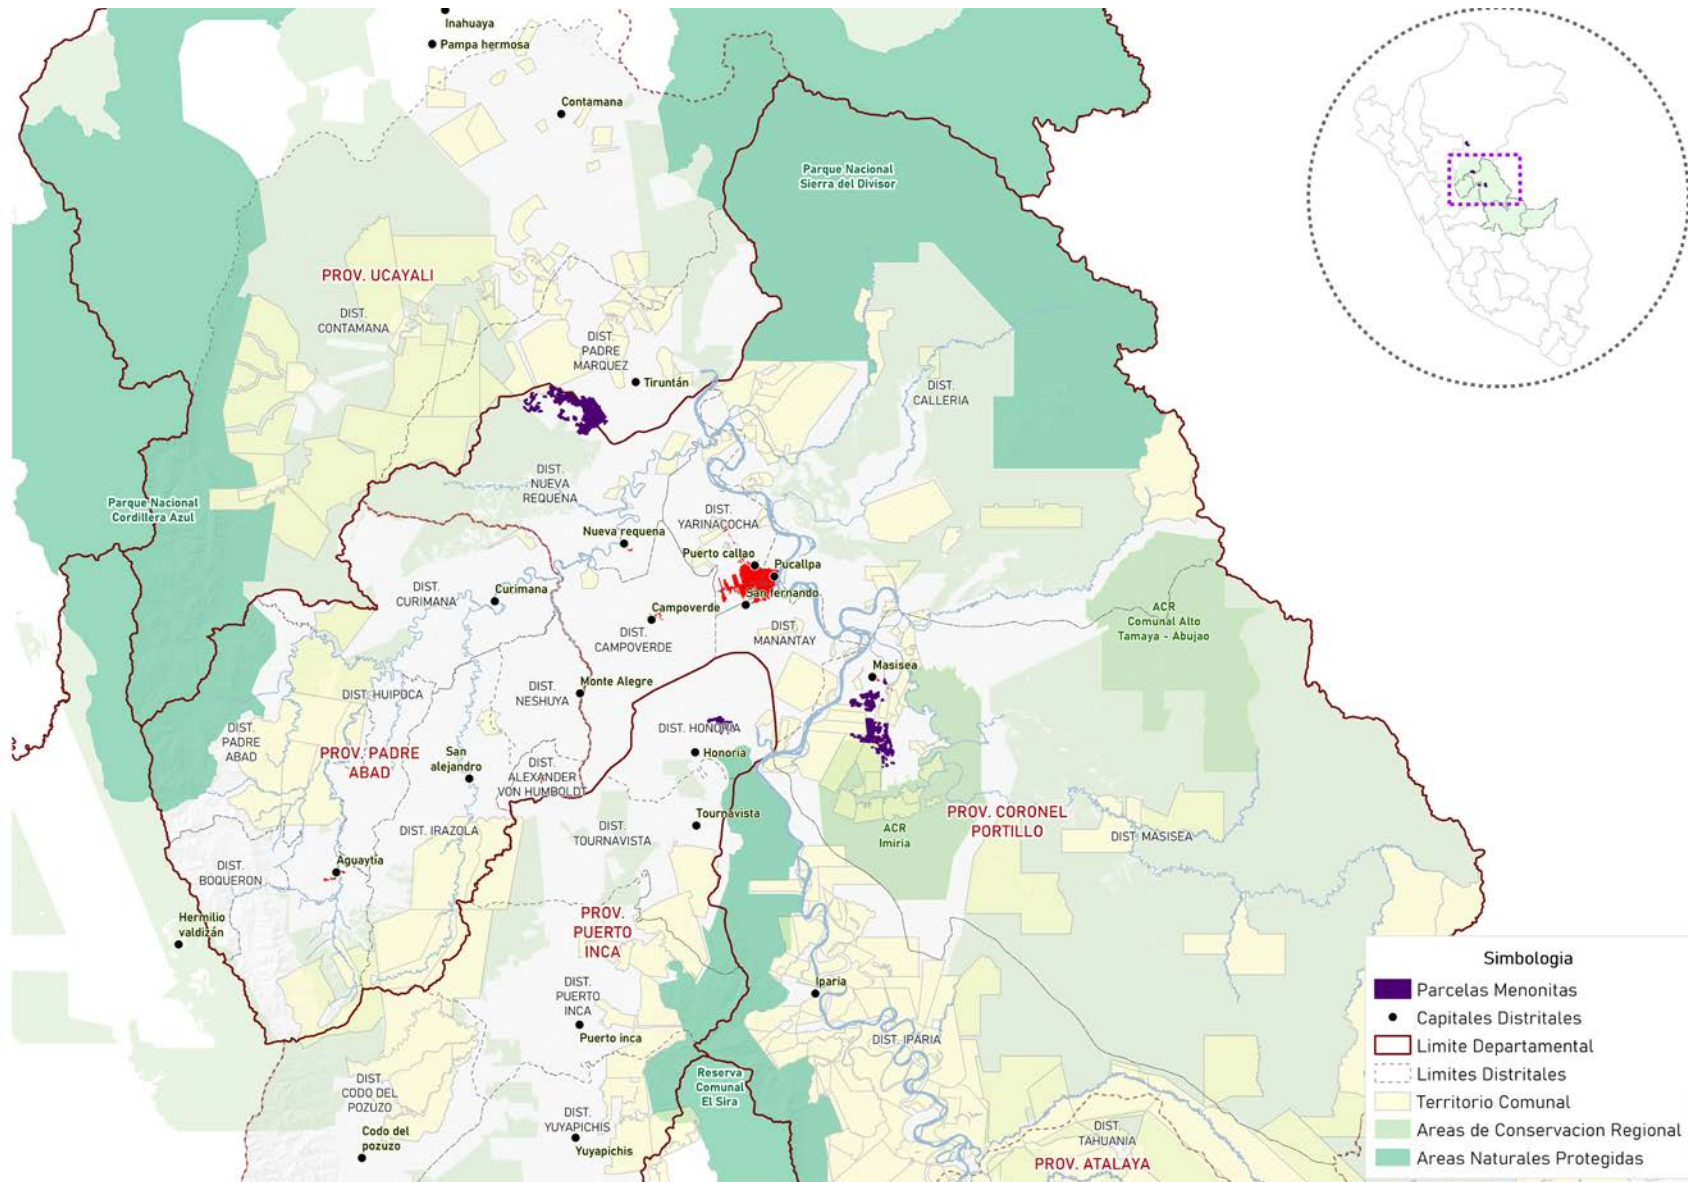 Inahuaya
Pampa hermosa
Contamana
Parque Nacional
Sierra del Divisor
PROV. UCAYALI
DIST.
CONTAMANA
DIST.
PADRE
MARQUEZ
Tiruntán
DIST.
CALLERIA
DIST.
NUEVA
REQUENA
Parque Nacional
Cordillera Azul
DIST.
YARINACOCHA
Nueva requena
Puerto callao
Pucallpa
San fernando
DIST.
CURIMANA
Curimana
Campoverde
DIST.
CAMPOVERDE
DIST.
MANANTAY
ACR
Comunal Alto
Tamaya - Abujao
Masisea
DIST. HUIPOCA
DIST.
NESHUYA
Monte Alegre
DIST.
PADRE
ABAD
PROV. PADRE
ABAD
San
alejandro
DIST. HONORIA
Honoria
DIST.
ALEXANDER
VON HUMBOLDT
Tournavista
DIST.
TOURNAVISTA
DIST. IRAZOLA
PROV. CORONEL
PORTILLO
ACR
Imiria
DIST. MASISEA
Aguaytia
DIST.
BOQUERON
Hermilio
valdizán
PROV.
PUERTO
INCA
DIST.
PUERTO
INCA
Puerto inca
Iparia
DIST. IPARIA
DIST.
CODO DEL
POZUZO
Codo del
pozuzo
Reserva
Comunal
El Sira
DIST.
YUYAPICHIS
Yuyapichis
DIST.
TAHUANIA
PROV. ATALAYA
Simbologia
Parcelas Menonitas
Capitales Distritales
Limite Departamental
Limites Distritales
Territorio Comunal
Areas de Conservacion Regional
Areas Naturales Protegidas